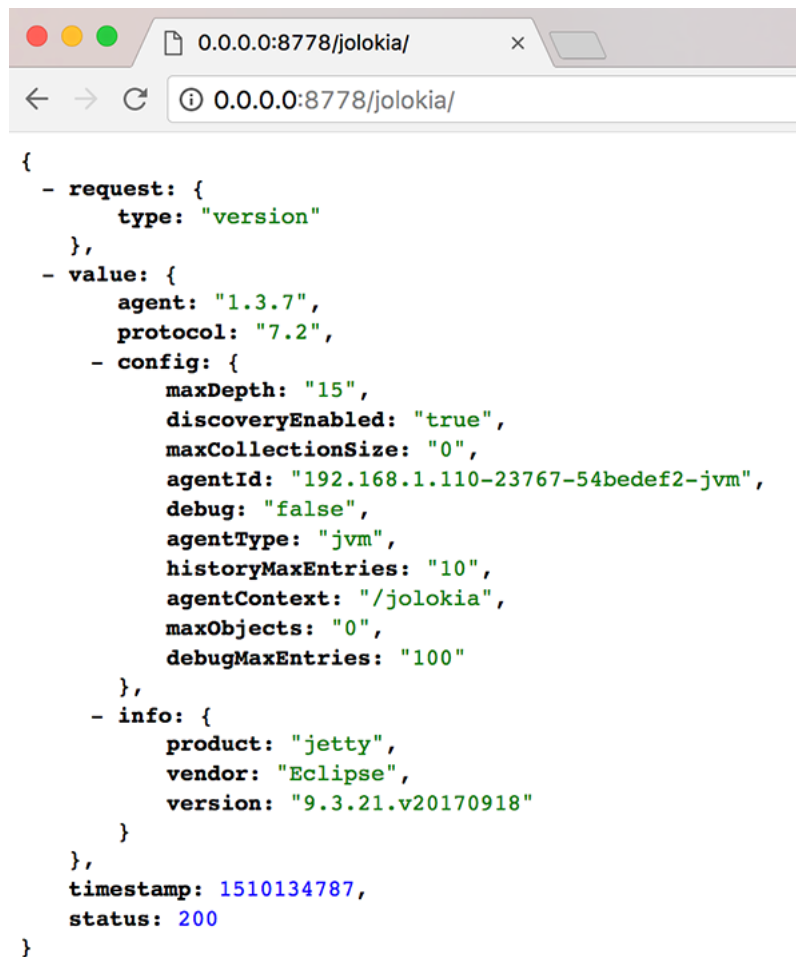 0.0.0.0:8778/jolokia/
0.0.0.0:8778/jolokia/
{
- request: {
type: "version"
},
- value: {
agent: "1.3.7",
protocol: "7.2",
- config: {
maxDepth: "15",
discoveryEnabled: "true",
maxCollectionSize: "0",
agentId: "192.168.1.110-23767-54bedef2-jvm",
debug: "false",
agentType: "jvm",
historyMaxEntries: "10",
agentContext: "/jolokia",
maxObjects: "0",
debugMaxEntries: "100"
},
- info: {
product: "jetty",
vendor: "Eclipse",
version: "9.3.21.v20170918"
}
},
timestamp: 1510134787,
status: 200
}